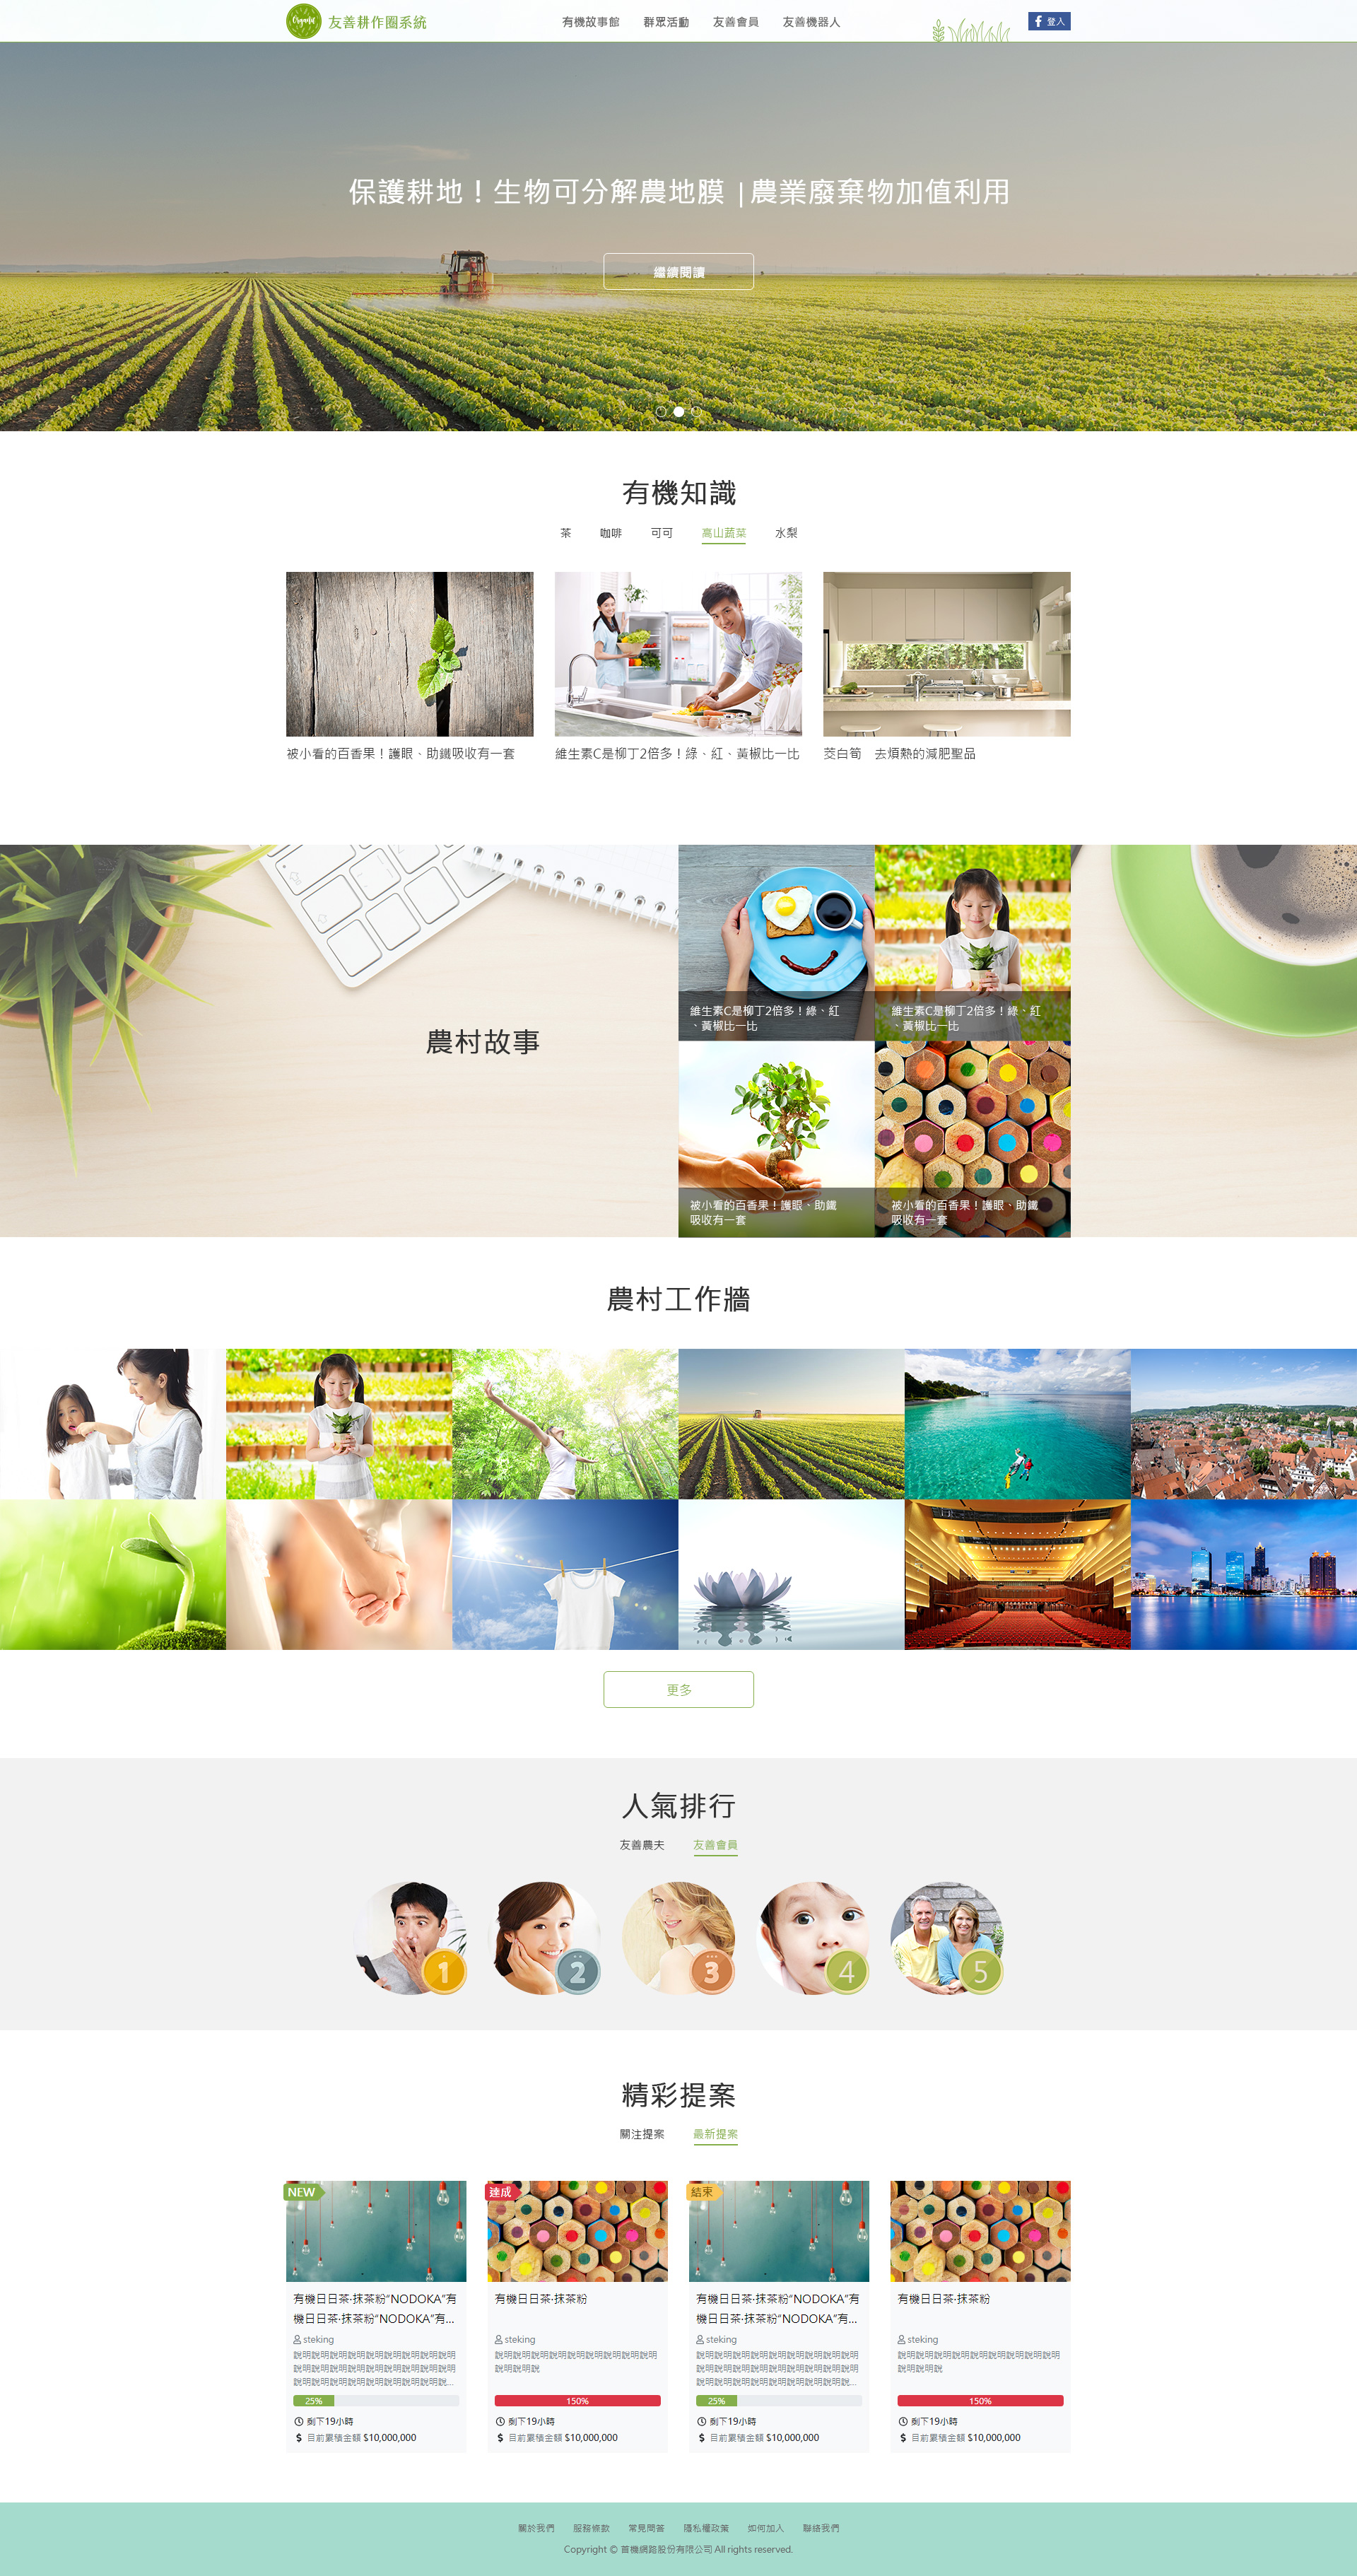 Organic
友善耕作圈系統
有機故事館 群眾活動 友善會員 友善機器人
登入
保護耕地！生物可分解農地膜 |農業廢棄物加值利用
繼續閱讀
有機知識
茶 咖啡 可可 高山蔬菜 水梨
被小看的百香果！護眼、助鐵吸收有一套
維生素C是柳丁2倍多！綠、紅、黃椒比一比
茭白筍　去煩熱的減肥聖品
農村故事
維生素C是柳丁2倍多！綠、紅
、黃椒比一比
維生素C是柳丁2倍多！綠、紅
、黃椒比一比
被小看的百香果！護眼、助鐵
吸收有一套
被小看的百香果！護眼、助鐵
吸收有一套
農村工作牆
更多
人氣排行
友善農夫 友善會員
1 2 3 4 5
精彩提案
關注提案 最新提案
NEW
有機日日茶·抹茶粉“NODOKA”有
機日日茶·抹茶粉“NODOKA”有...
steking
說明說明說明說明說明說明說明說明說明
說明說明說明說明說明說明說明說明說明
說明說明說明說明說明說明說明說明說...
25%
剩下19小時
目前累積金額 $10,000,000
達成
有機日日茶·抹茶粉
steking
說明說明說明說明說明說明說明說明說明
說明說明說
150%
剩下19小時
目前累積金額 $10,000,000
結束
有機日日茶·抹茶粉“NODOKA”有
機日日茶·抹茶粉“NODOKA”有...
steking
說明說明說明說明說明說明說明說明說明
說明說明說明說明說明說明說明說明說明
說明說明說明說明說明說明說明說明說...
25%
剩下19小時
目前累積金額 $10,000,000
有機日日茶·抹茶粉
steking
說明說明說明說明說明說明說明說明說明
說明說明說
150%
剩下19小時
目前累積金額 $10,000,000
關於我們 服務條款 常見問答 隱私權政策 如何加入 聯絡我們
Copyright © 首機網路股份有限公司 All rights reserved.